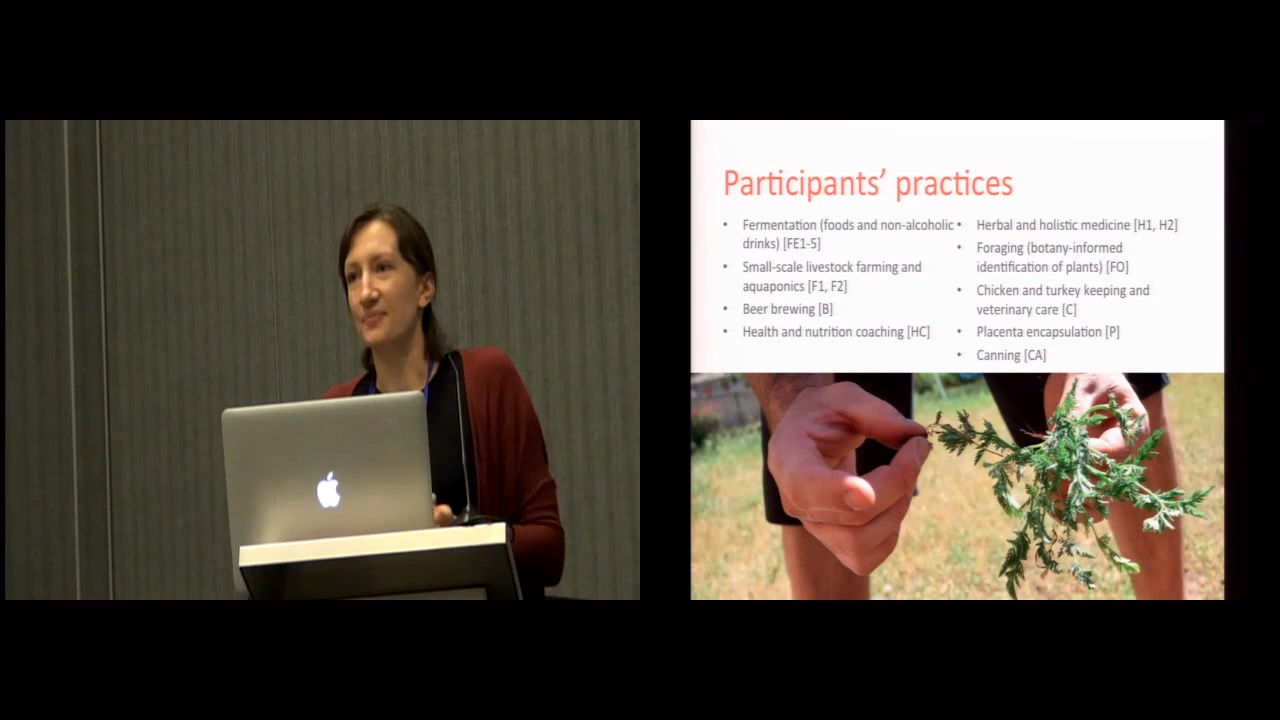 Participants' practices
• Fermentation (foods and non-alcoholic
drinks) [FE1-5]
• Small-scale livestock farming and
aquaponics [F1, F2]
• Beer brewing [B]
• Health and nutrition coaching [HC]
• Herbal and holistic medicine [H1, H2]
• Foraging (botany-informed
identification of plants) [FO]
• Chicken and turkey keeping and
veterinary care [C]
• Placenta encapsulation [P]
• Canning [CA]